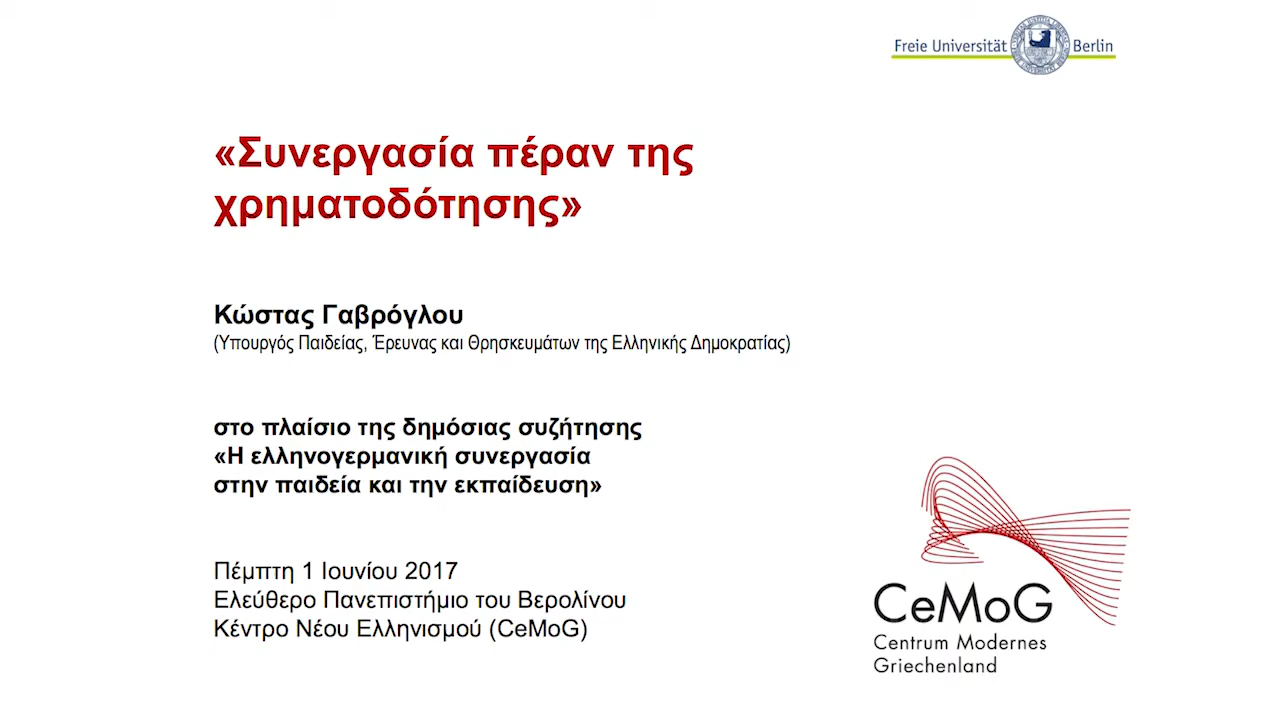 Freie Universität Berlin
«Συνεργασία πέραν της
χρηματοδότησης»
Κώστας Γαβρόγλου
(Υπουργός Παιδείας, Έρευνας και Θρησκευμάτων της Ελληνικής Δημοκρατίας)
στο πλαίσιο της δημόσιας συζήτησης
«Η ελληνογερμανική συνεργασία
στην παιδεία και την εκπαίδευση»
Πέμπτη 1 Ιουνίου 2017
Ελεύθερο Πανεπιστήμιο του Βερολίνου
Κέντρο Νέου Ελληνισμού (CeMoG)
CeMoG
Centrum Modernes
Griechenland